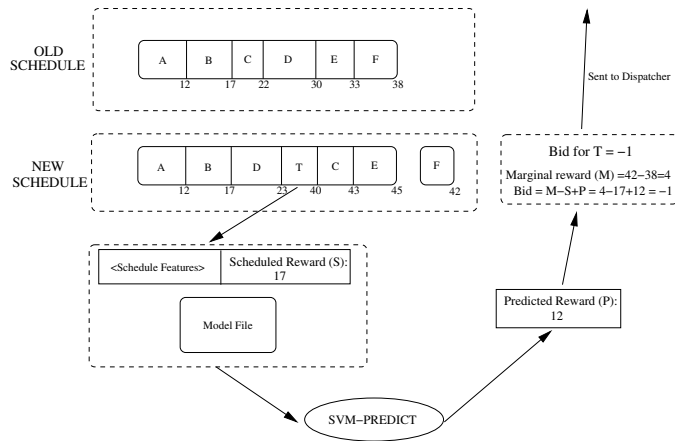 OLD
SCHEDULE
A B C D E F
12 17 22 30 33 38
NEW
SCHEDULE
A B D T C E F
12 17 23 40 43 45 42
Sent to Dispatcher
Bid for T = −1
Marginal reward (M) =42−38=4
Bid = M−S+P = 4−17+12 = −1
<Schedule Features>
Scheduled Reward (S):
17
Model File
Predicted Reward (P):
12
SVM−PREDICT